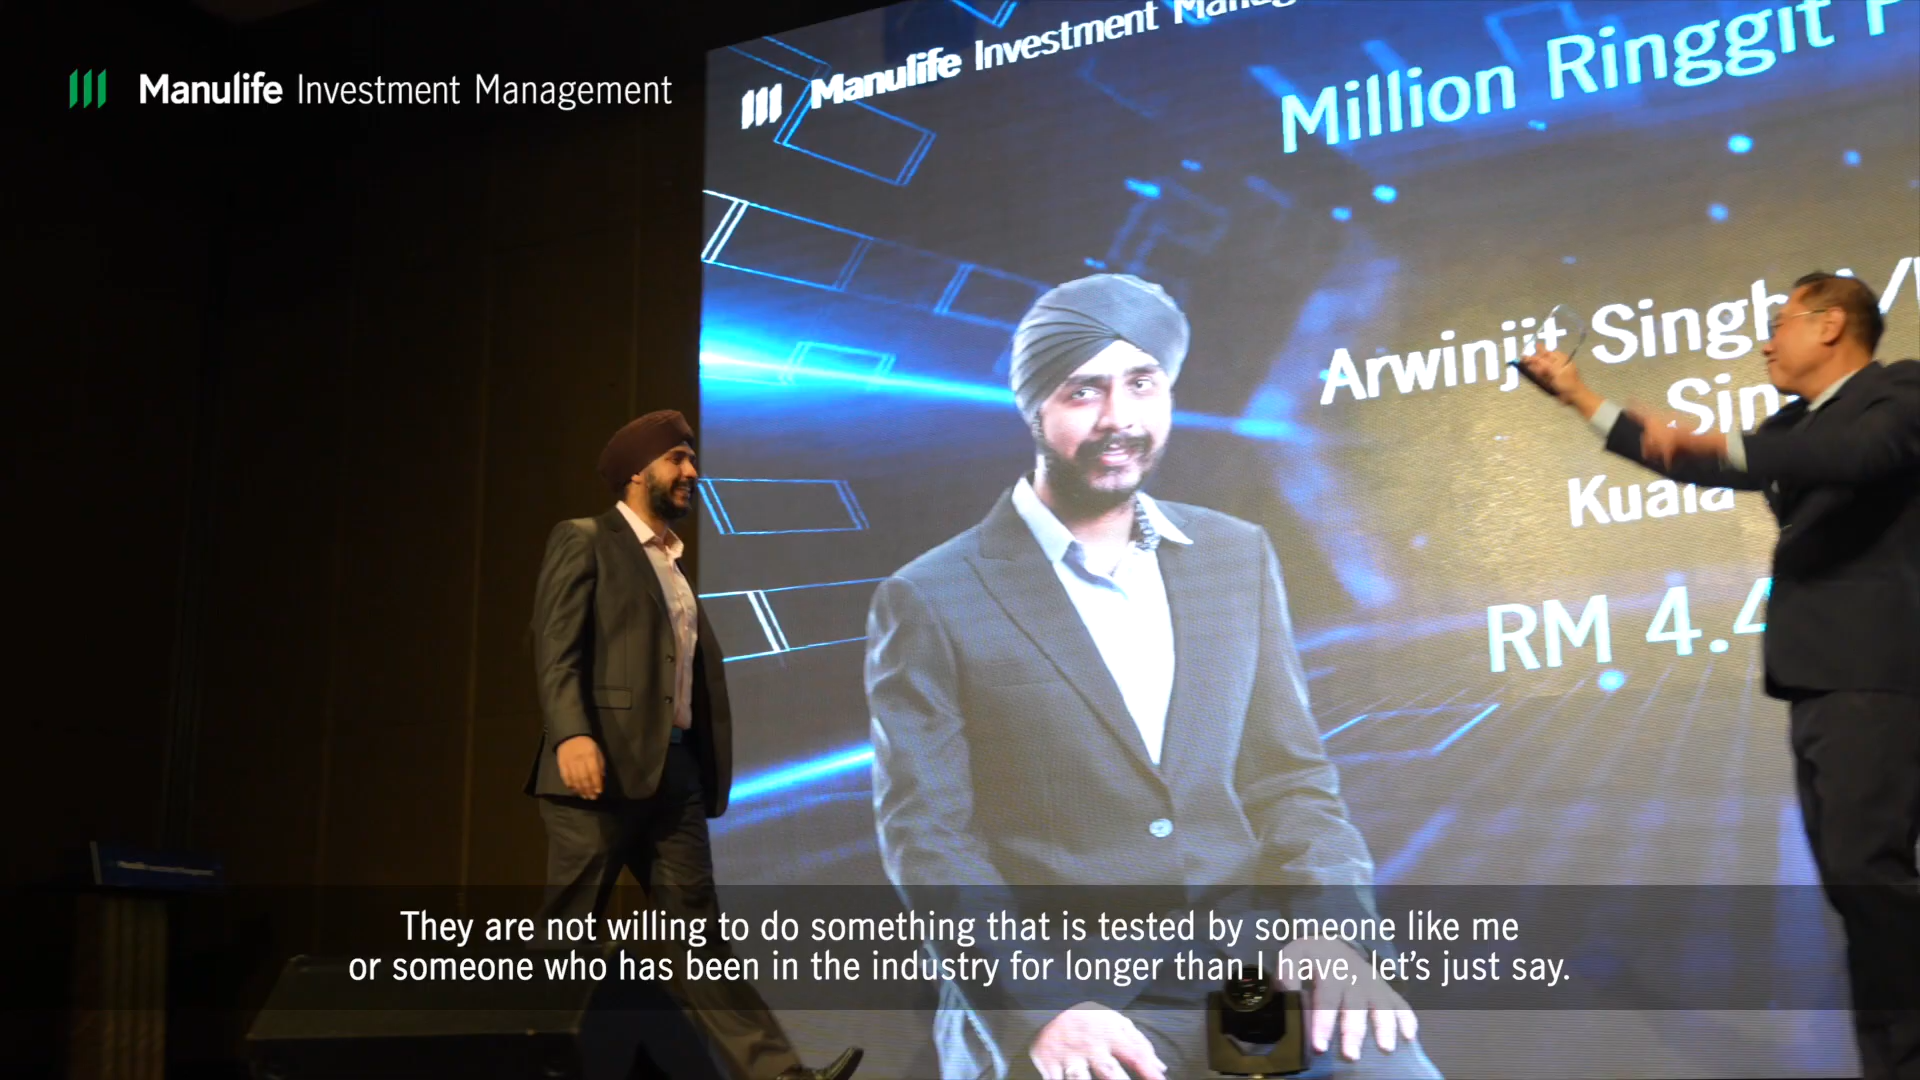 Manulife Investment Management
Manulife Investment
Million Ringgit
Arwinjit Singh
Kuala
RM 4.4
They are not willing to do something that is tested by someone like me
or someone who has been in the industry for longer than I have, let's just say.